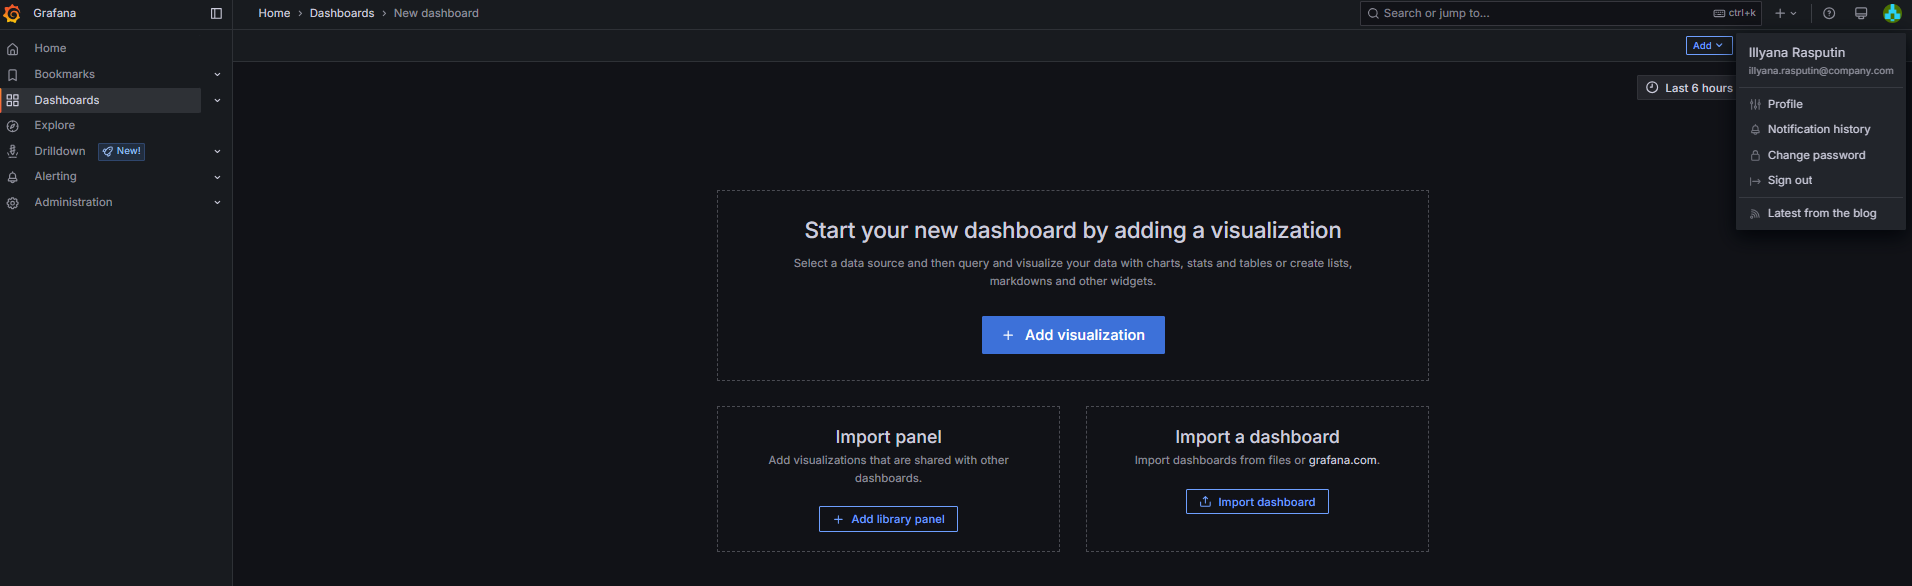 Grafana
Home › Dashboards › New dashboard
Search or jump to...
ctrl+k
Home
Bookmarks
Dashboards
Explore
Drilldown
New!
Alerting
Administration
Add
Last 6 hours
Illyana Rasputin
illyana.rasputin@company.com
Profile
Notification history
Change password
Sign out
Latest from the blog
Start your new dashboard by adding a visualization
Select a data source and then query and visualize your data with charts, stats and tables or create lists,
markdowns and other widgets.
+ Add visualization
Import panel
Add visualizations that are shared with other
dashboards.
+ Add library panel
Import a dashboard
Import dashboards from files or grafana.com.
Import dashboard